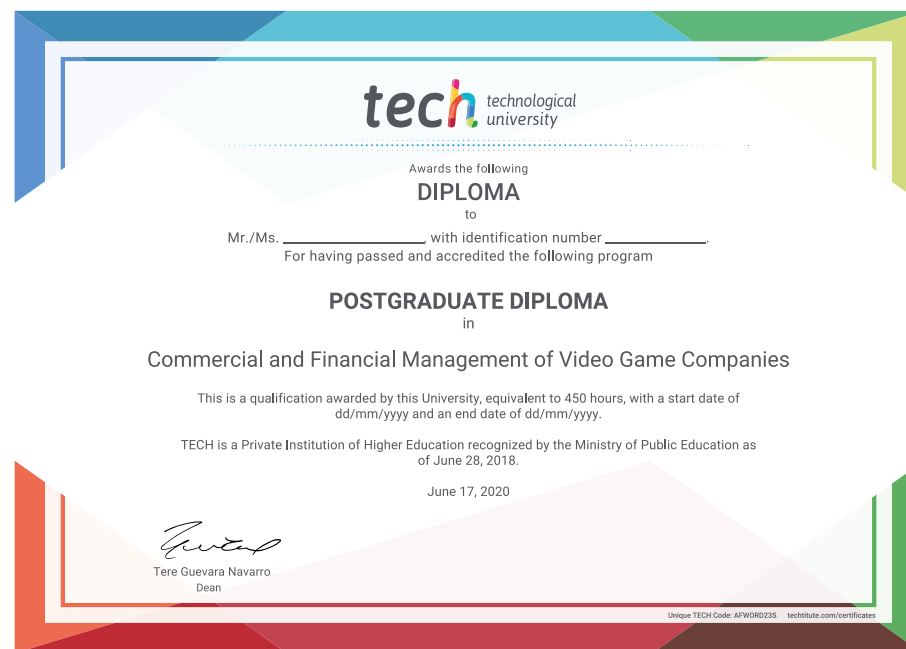 tech technological
university
Awards the following
DIPLOMA
to
Mr./Ms. ____________________, with identification number ______________.
For having passed and accredited the following program
POSTGRADUATE DIPLOMA
in
Commercial and Financial Management of Video Game Companies
This is a qualification awarded by this University, equivalent to 450 hours, with a start date of
dd/mm/yyyy and an end date of dd/mm/yyyy.
TECH is a Private Institution of Higher Education recognized by the Ministry of Public Education as
of June 28, 2018.
June 17, 2020
Tere Guevara Navarro
Dean
Unique TECH Code: AFWORD23S techtitute.com/certificates